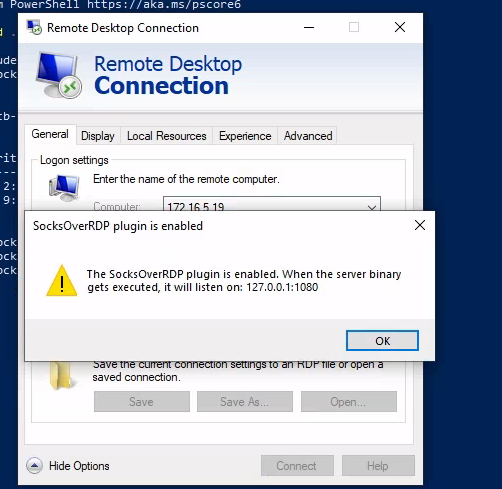 m PowerShell https://aka.ms/pscore6
Remote Desktop Connection
Remote Desktop
Connection
General
Display
Local Resources
Experience
Advanced
Logon settings
Enter the name of the remote computer.
Computer:
172.16.5.19
SocksOverRDP plugin is enabled
The SocksOverRDP plugin is enabled. When the server binary
gets executed, it will listen on: 127.0.0.1:1080
OK
Save the current connection settings to an RDP file or open a
saved connection.
Save
Save As...
Open...
Hide Options
Connect
Help